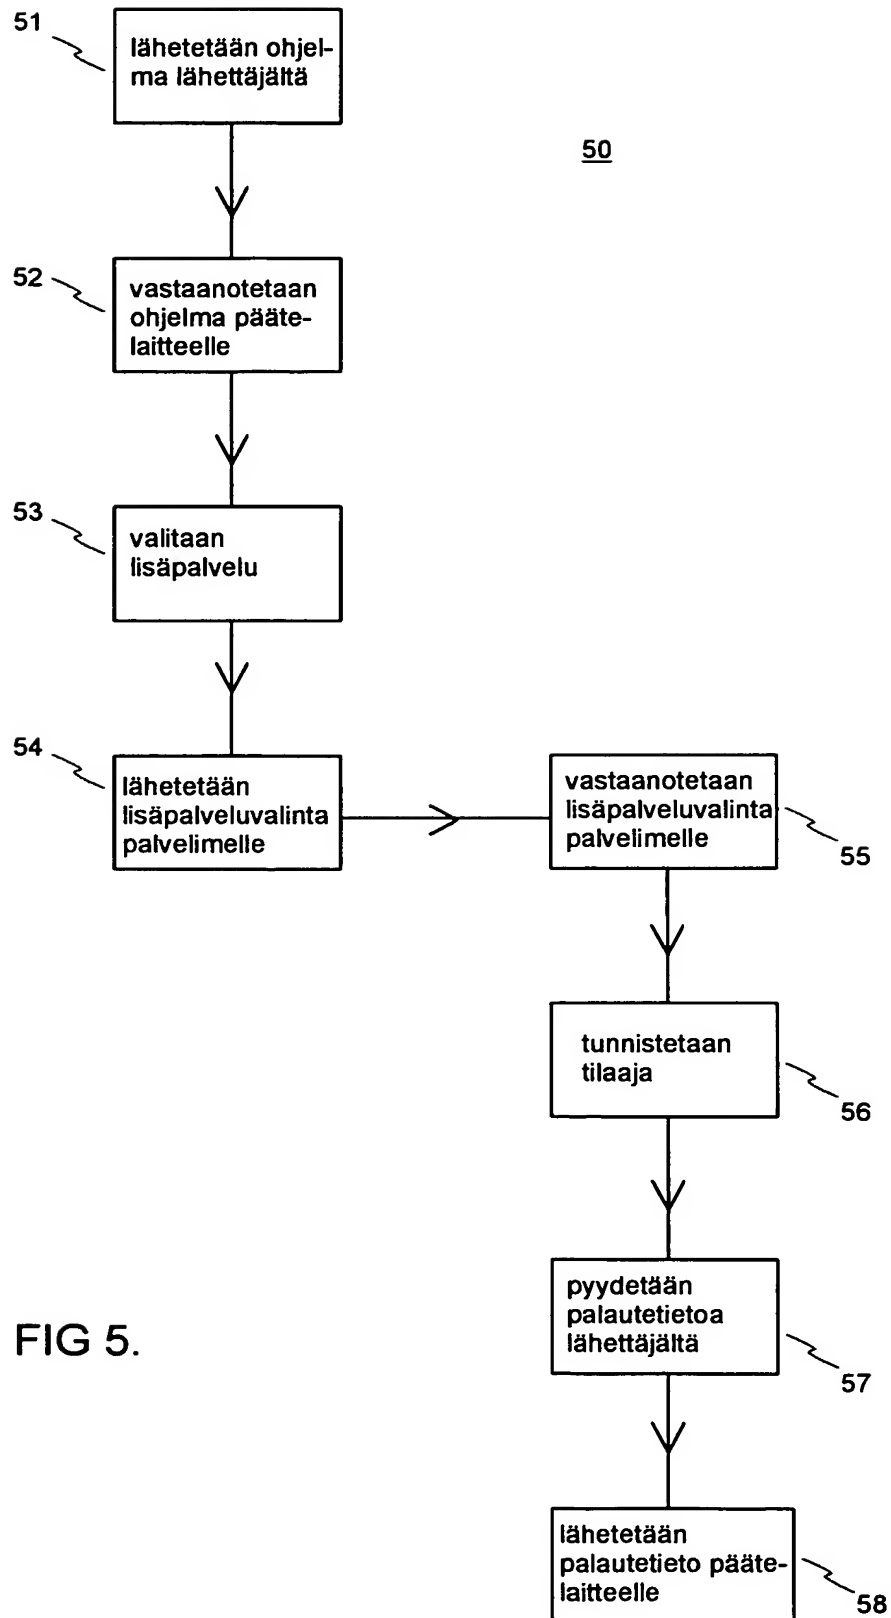 51
lähetetään ohjel-
ma lähettäjältä
50
52
vastaanotetaan
ohjelma pääte-
laitteelle
53
valitaan
lisäpalvelu
54
lähetetään
lisäpalveluvalinta
palvelimelle
vastaanotetaan
lisäpalveluvalinta
palvelimelle
55
tunnistetaan
tilaaja
56
pyydetään
palautetietoa
lähettäjältä
57
FIG 5.
lähetetään
palautetieto pääte-
laitteelle
58